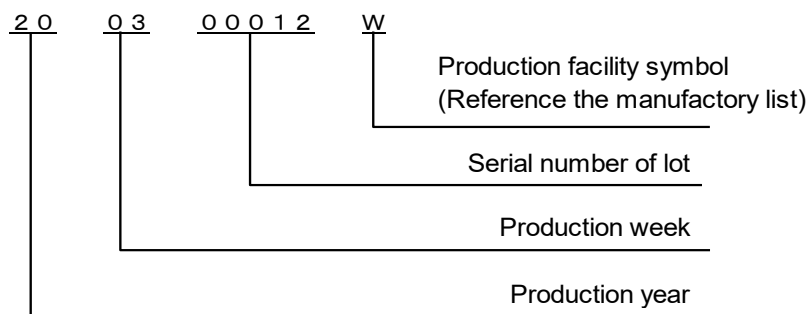 20 03 00012 W
Production facility symbol
(Reference the manufactory list)
Serial number of lot
Production week
Production year